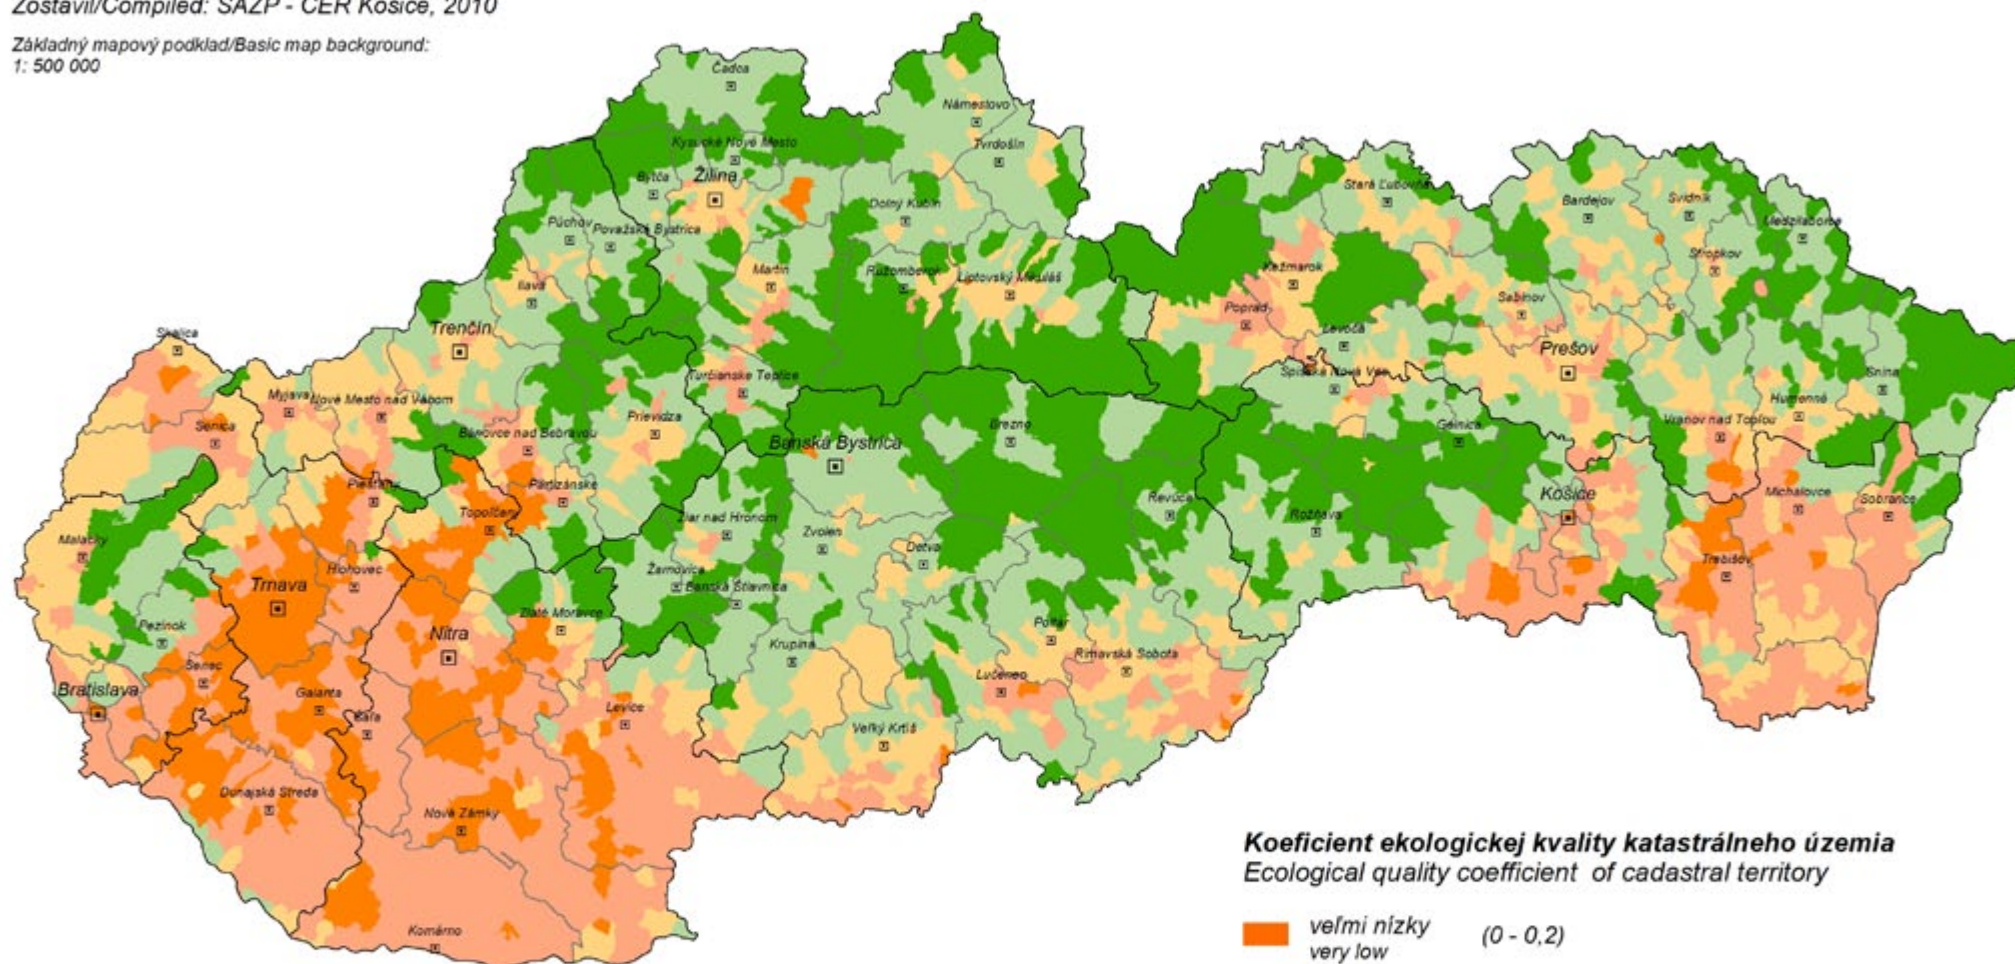 Zostavil/Compiled: SAŽP - CER Košice, 2010
Základný mapový podklad/Basic map background:
1: 500 000
Čadca
Námestovo
Kysucké Nové Mesto
Tvrdošín
Bytča
Žilina
Stará Ľubovňa
Bardejov
Svidník
Dolný Kubín
Medzilaborce
Púchov
Považská Bystrica
Stropkov
Martin
Ružomberok
Liptovský Mikuláš
Kežmarok
Ilava
Sabinov
Poprad
Trenčín
Levoča
Skalica
Prešov
Turčianske Teplice
Spišská Nová Ves
Snina
Myjava
Nové Mesto nad Váhom
Humenné
Prievidza
Vranov nad Topľou
Senica
Brezno
Gelnica
Bánovce nad Bebravou
Banská Bystrica
Piešťany
Partizánske
Revúca
Košice
Michalovce
Sobrance
Topoľčany
Žiar nad Hronom
Rožňava
Zvolen
Malacky
Detva
Hlohovec
Trebišov
Trnava
Žarnovica
Banská Štiavnica
Zlaté Moravce
Pezinok
Nitra
Poltár
Krupina
Rimavská Sobota
Senec
Lučenec
Bratislava
Galanta
Šaľa
Levice
Veľký Krtíš
Dunajská Streda
Nové Zámky
Komárno
Koeficient ekologickej kvality katastrálneho územia
Ecological quality coefficient of cadastral territory
veľmi nízky (0 - 0,2)
very low